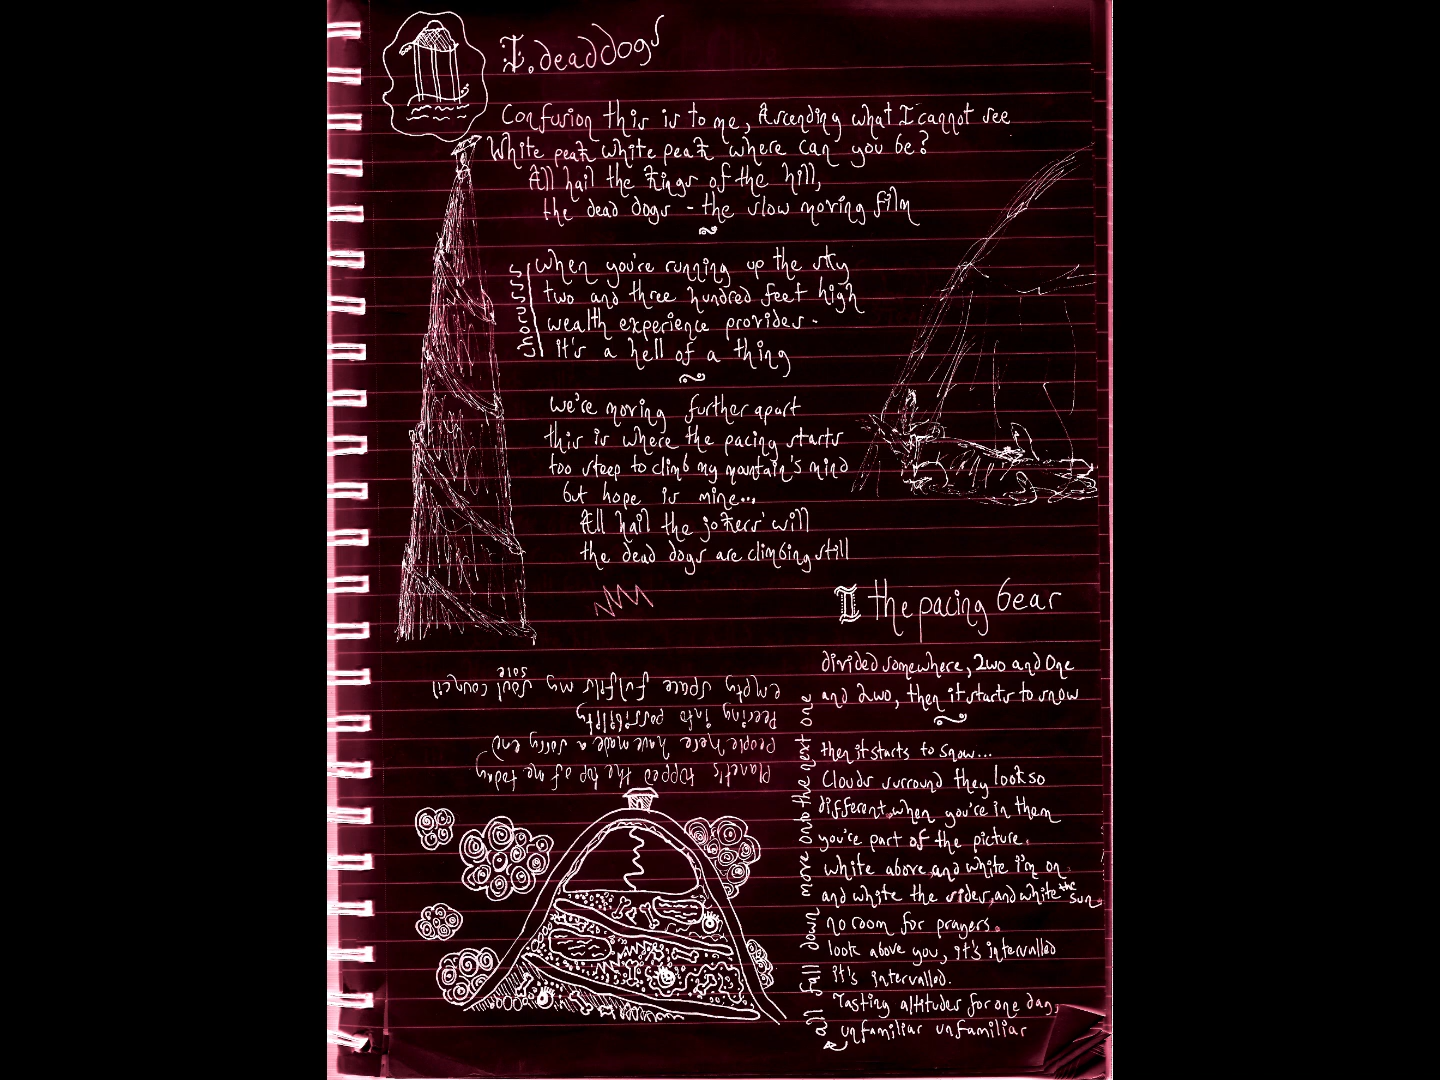 I. dead dogs
Confusion this is to me, Ascending what I cannot see
White peak white peak where can you be?
All hail the kings of the hill,
the dead dogs - the slow moving film
chorusss
when you're running up the sky
two and three hundred feet high
wealth experience provides -
it's a hell of a thing
we're moving further apart
this is where the pacing starts
too steep to climb my mountain's mind
but hope is mine...
All hail the jokers' will
the dead dogs are climbing still
Planet's topped the top of me today
People here have made a sorry end
Peering into possibility
empty space fulfils my soul council
sole
II the pacing bear
divided somewhere, 2wo and One
and 2wo, then it starts to snow
then it starts to snow...
Clouds surround they look so
different, when you're in them
you're part of the picture.
white above, and white i'm on
and white the sides, and white the sun
no room for prayers.
look above you, it's intervalled
it's intervalled.
Tasting altitudes for one day,
unfamiliar unfamiliar
all fall down move onto the next one